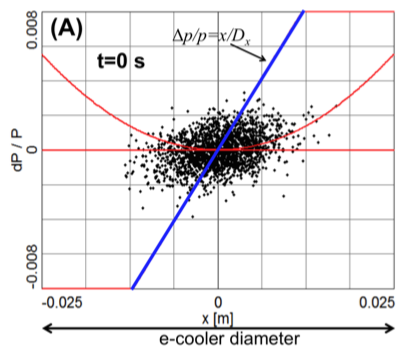 (A)
Δp/p=x/Dx
t=0 s
0.008
0
-0.008
dP / P
-0.025
0
0.025
x [m]
e-cooler diameter